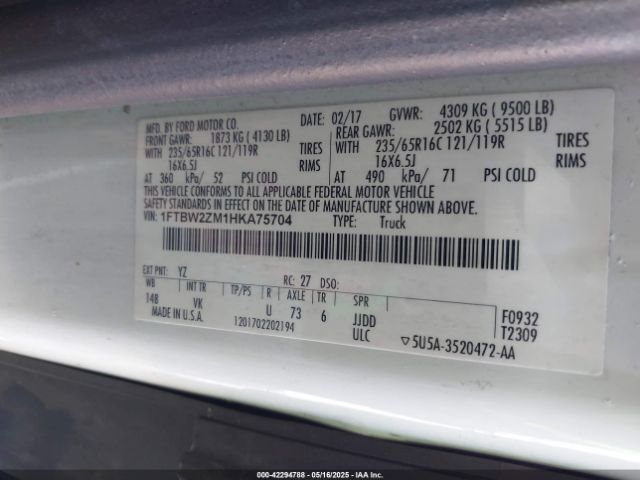 MFD. BY FORD MOTOR CO. DATE: 02/17 GVWR: 4309 KG ( 9500 LB)
FRONT GAWR: 1873 KG ( 4130 LB) REAR GAWR: 2502 KG ( 5515 LB)
WITH 235/65R16C 121/119R TIRES WITH 235/65R16C 121/119R TIRES
16X6.5J RIMS 16X6.5J RIMS
AT 360 kPa/ 52 PSI COLD AT 490 kPa/ 71 PSI COLD
THIS VEHICLE CONFORMS TO ALL APPLICABLE FEDERAL MOTOR VEHICLE
SAFETY STANDARDS IN EFFECT ON THE DATE OF MANUFACTURE SHOWN ABOVE.
VIN: 1FTBW2ZM1HKA75704 TYPE: Truck
EXT PNT: YZ RC: 27 DSO:
WB INT TR TP/PS R AXLE TR SPR
148 VK U 73 6 JJDD F0932
MADE IN U.S.A. 1201702202194 ULC ▽5U5A-3520472-AA T2309
000-42294788 - 05/16/2025 - IAA Inc.